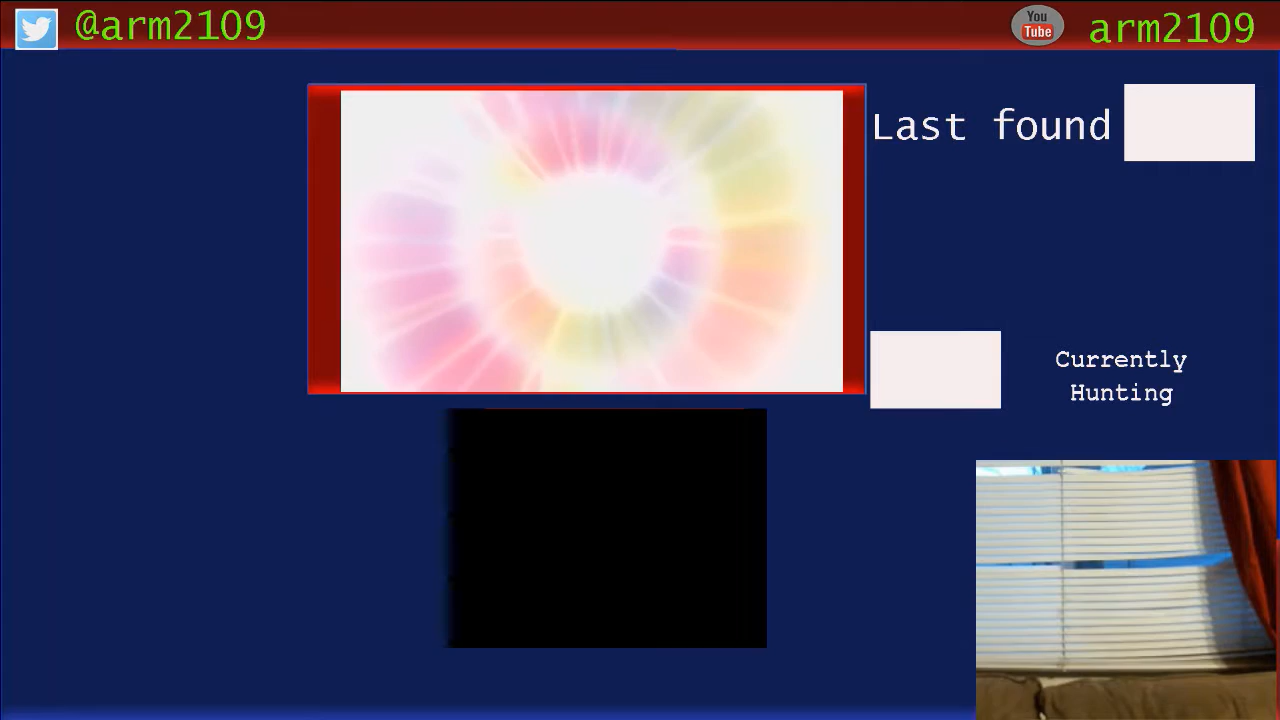 @arm2109
You
Tube
arm2109
Last found
Currently
Hunting